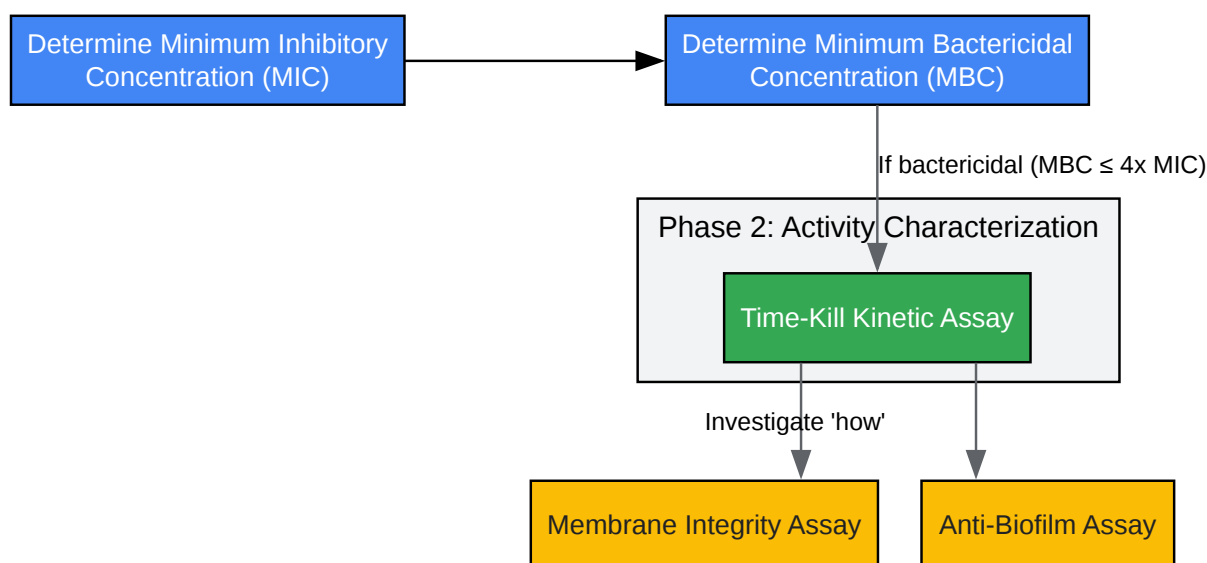 Determine Minimum Inhibitory
Concentration (MIC)
Determine Minimum Bactericidal
Concentration (MBC)
If bactericidal (MBC ≤ 4x MIC)
Phase 2: Activity Characterization
Time-Kill Kinetic Assay
Investigate 'how'
Membrane Integrity Assay
Anti-Biofilm Assay